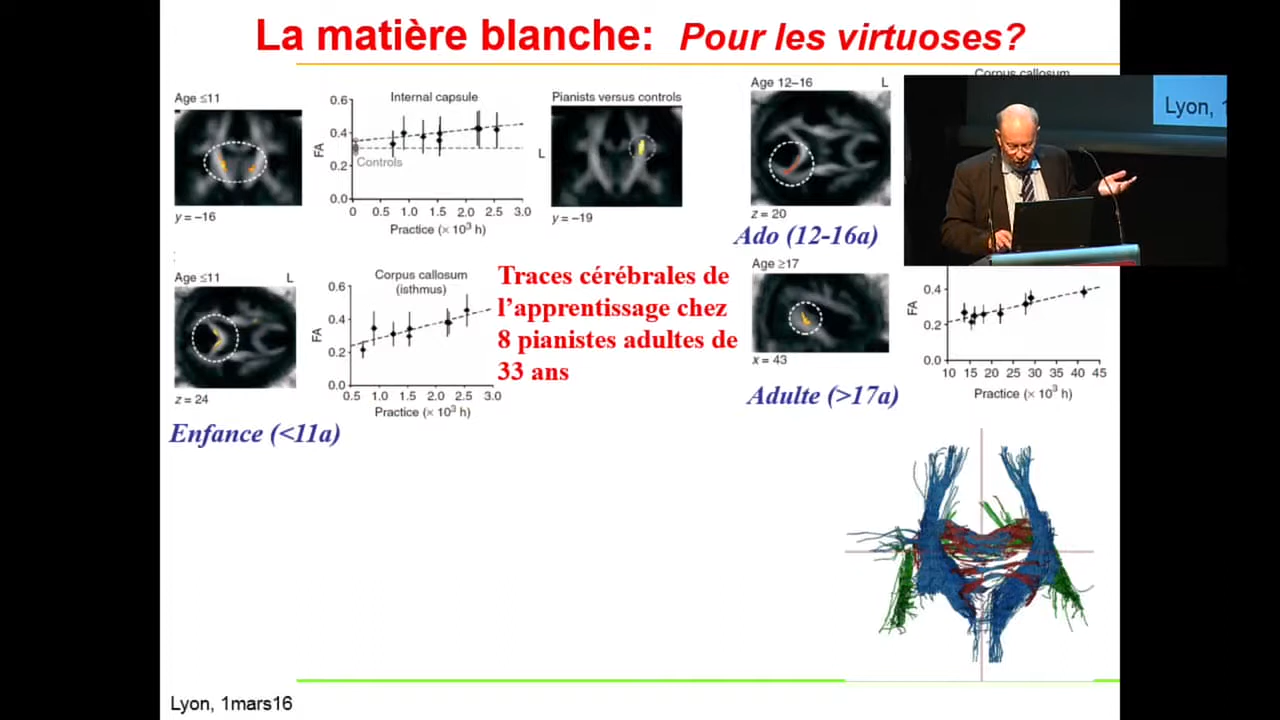 La matière blanche: Pour les virtuoses?
Age ≤11
y = −16
Internal capsule
FA
0.6
0.4
0.2
0.0
Controls
0 0.5 1.0 1.5 2.0 2.5 3.0
Practice (× 10³ h)
Pianists versus controls
L
y = −19
Age 12–16
L
z = 20
Ado (12-16a)
Corpus callosum
Lyon, 1
Age ≤11
L
z = 24
Enfance (<11a)
Corpus callosum
(isthmus)
FA
0.6
0.4
0.2
0.0
0.5 1.0 1.5 2.0 2.5 3.0
Practice (× 10³ h)
Traces cérébrales de
l’apprentissage chez
8 pianistes adultes de
33 ans
Age ≥17
x = 43
Adulte (>17a)
FA
0.4
0.2
0.0
10 15 20 25 30 35 40 45
Practice (× 10³ h)
Lyon, 1mars16